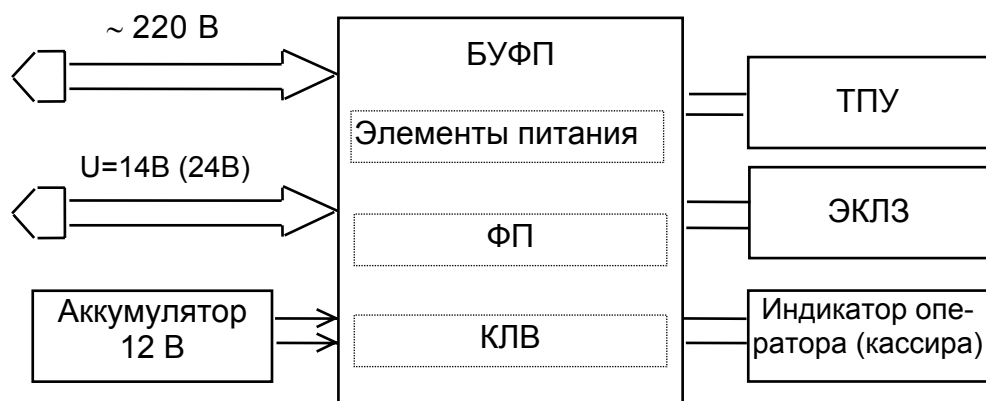 ~ 220 В
БУФП
ТПУ
Элементы питания
U=14В (24В)
ЭКЛЗ
ФП
Аккумулятор
12 В
КЛВ
Индикатор опе-
ратора (кассира)